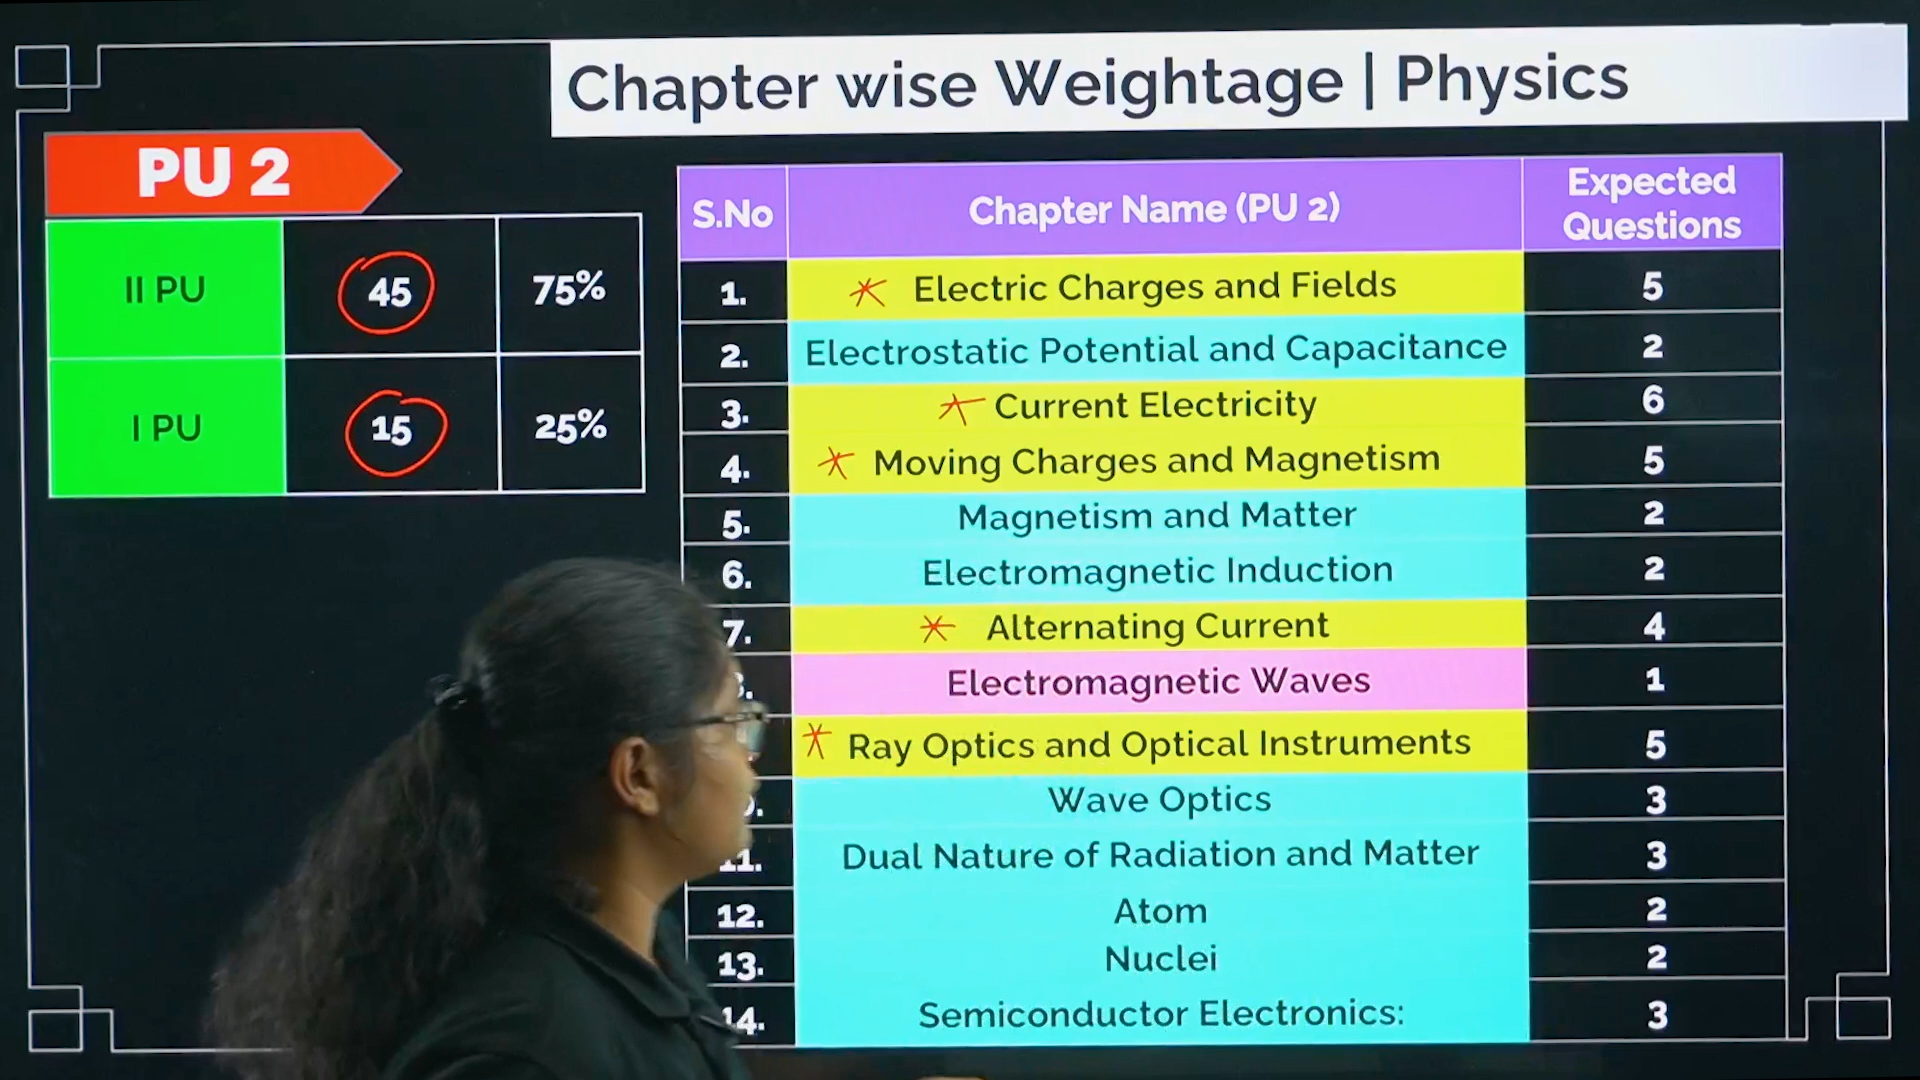 Chapter wise Weightage | Physics
PU 2
II PU 45 75%
I PU 15 25%
S.No Chapter Name (PU 2) Expected Questions
1. Electric Charges and Fields 5
2. Electrostatic Potential and Capacitance 2
3. Current Electricity 6
4. Moving Charges and Magnetism 5
5. Magnetism and Matter 2
6. Electromagnetic Induction 2
7. Alternating Current 4
Electromagnetic Waves 1
Ray Optics and Optical Instruments 5
Wave Optics 3
11. Dual Nature of Radiation and Matter 3
12. Atom 2
13. Nuclei 2
14. Semiconductor Electronics: 3